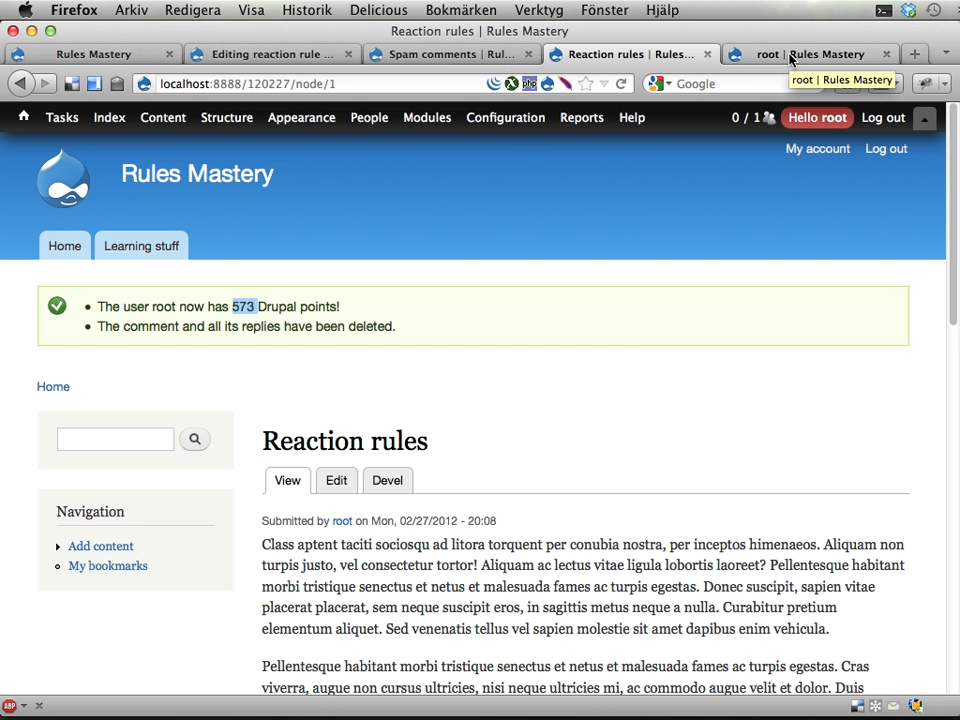 Firefox Arkiv Redigera Visa Historik Delicious Bokmärken Verktyg Fönster Hjälp
Reaction rules | Rules Mastery
Rules Mastery
Editing reaction rule ...
Spam comments | Rul...
Reaction rules | Rules...
root | Rules Mastery
localhost:8888/120227/node/1
php
Google
root | Rules Mastery
Tasks Index Content Structure Appearance People Modules Configuration Reports Help
0 / 1 Hello root Log out
My account Log out
Rules Mastery
Home Learning stuff
The user root now has 573 Drupal points!
The comment and all its replies have been deleted.
Home
Reaction rules
View Edit Devel
Navigation
Add content
My bookmarks
Submitted by root on Mon, 02/27/2012 - 20:08
Class aptent taciti sociosqu ad litora torquent per conubia nostra, per inceptos himenaeos. Aliquam non
turpis justo, vel consectetur tortor! Aliquam ac lectus vitae ligula lobortis laoreet? Pellentesque habitant
morbi tristique senectus et netus et malesuada fames ac turpis egestas. Donec suscipit, sapien vitae
placerat placerat, sem neque suscipit eros, in sagittis metus neque a nulla. Curabitur pretium
elementum aliquet. Sed venenatis tellus vel sapien molestie sit amet dapibus enim vehicula.
Pellentesque habitant morbi tristique senectus et netus et malesuada fames ac turpis egestas. Cras
viverra, augue non cursus ultricies, nisi neque ultricies mi, ac commodo augue velit et dolor. Duis
ABP